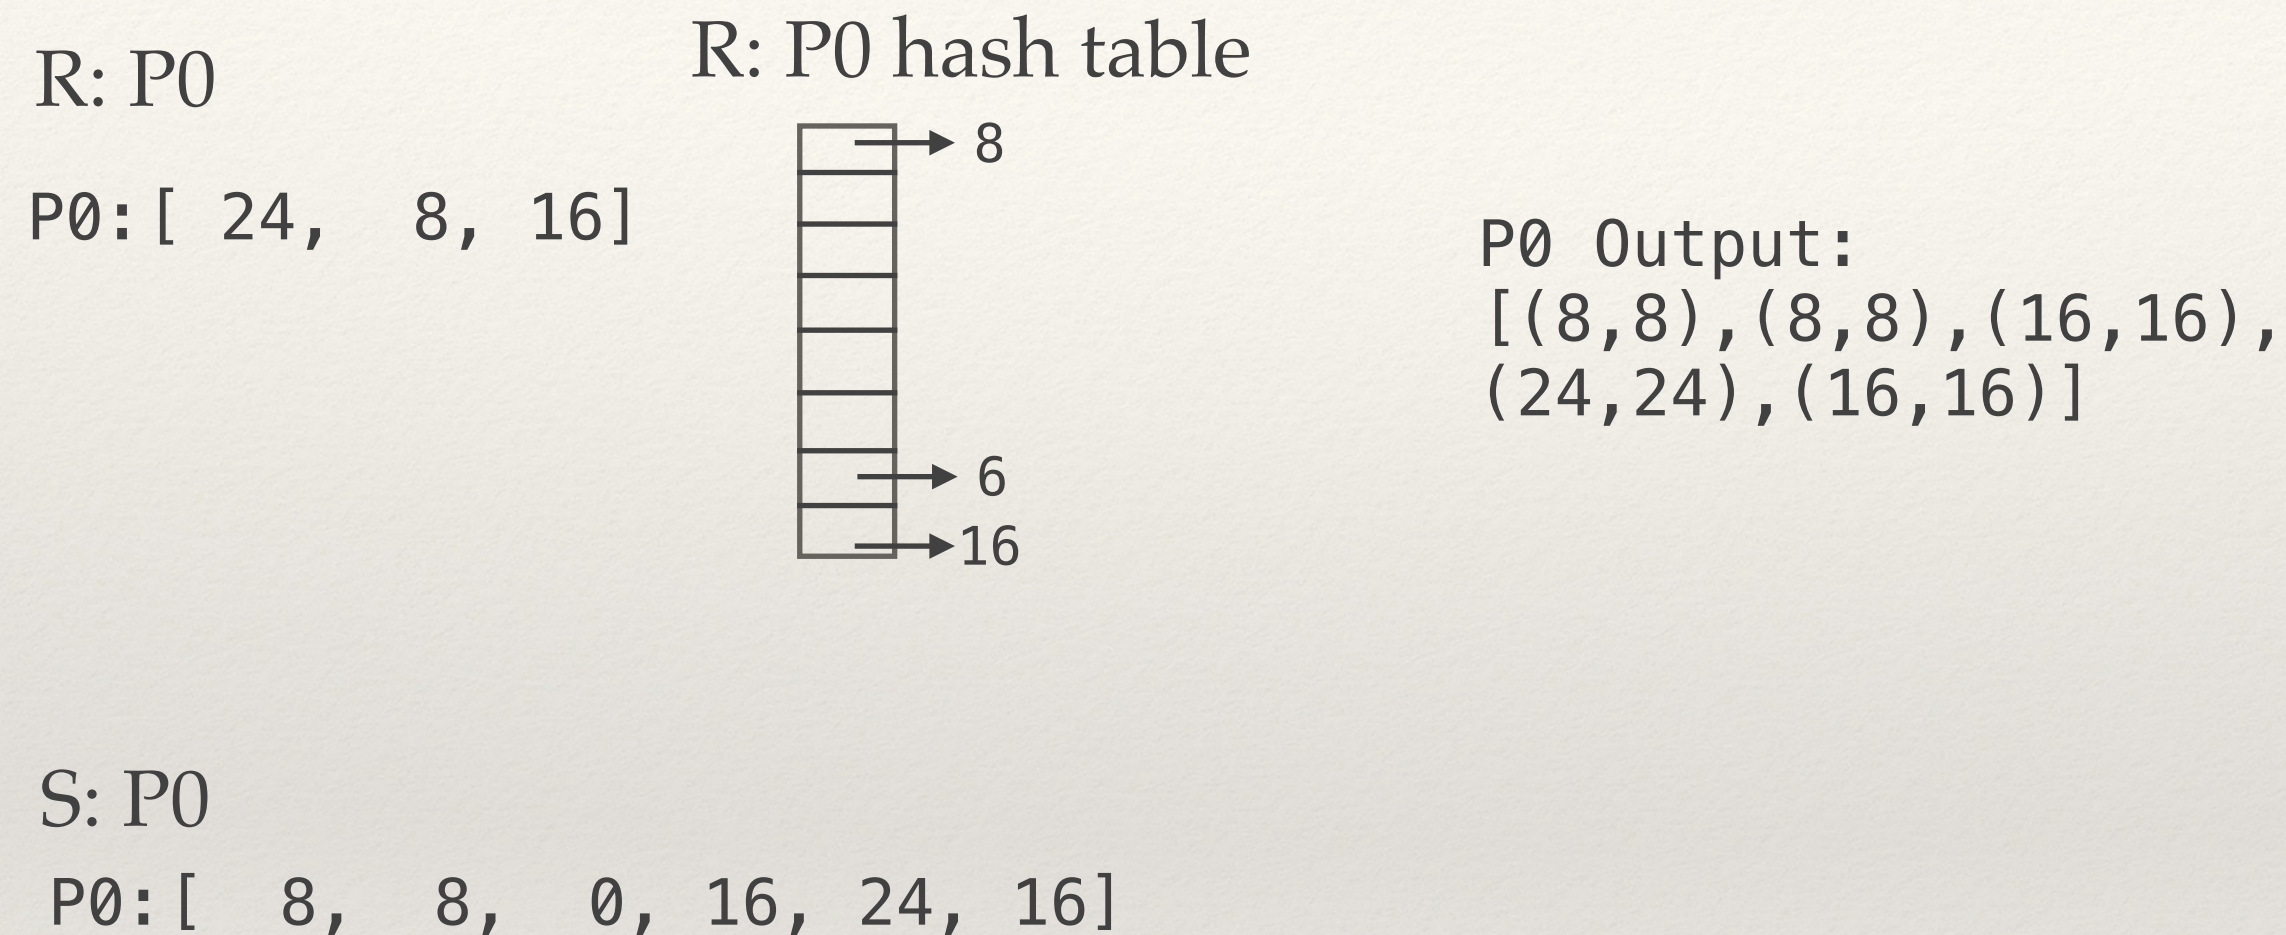 R: P0
P0:[ 24,  8, 16]
R: P0 hash table
8
6
16
P0 Output:
[(8,8),(8,8),(16,16),
(24,24),(16,16)]
S: P0
P0:[  8,  8,  0, 16, 24, 16]